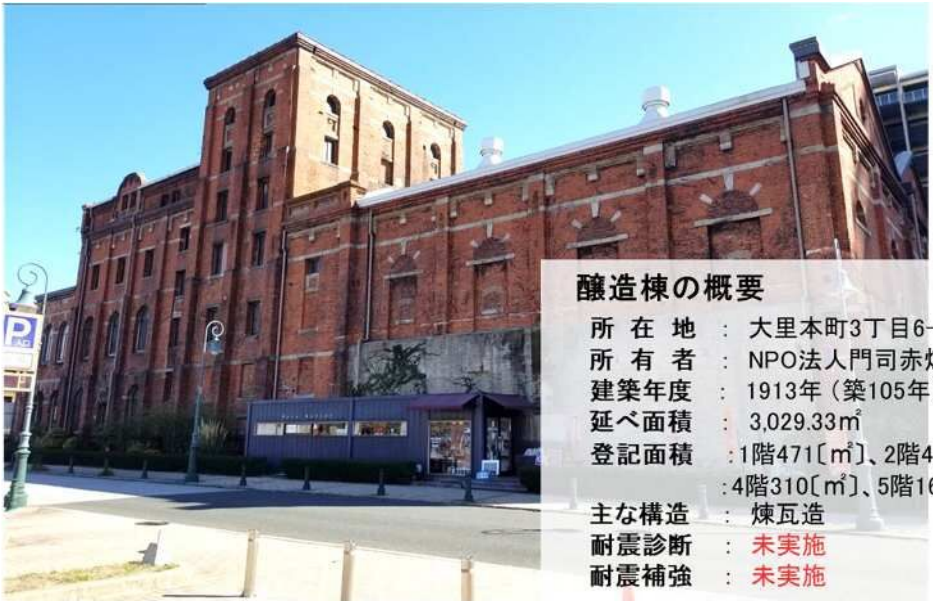 P
醸造棟の概要
所在地 : 大里本町3丁目6-
所有者 : NPO法人門司赤
建築年度 : 1913年(築105年
延べ面積 : 3,029.33㎡
登記面積 :1階471〔㎡〕、2階4
:4階310〔㎡〕、5階16
主な構造 : 煉瓦造
耐震診断 : 未実施
耐震補強 : 未実施